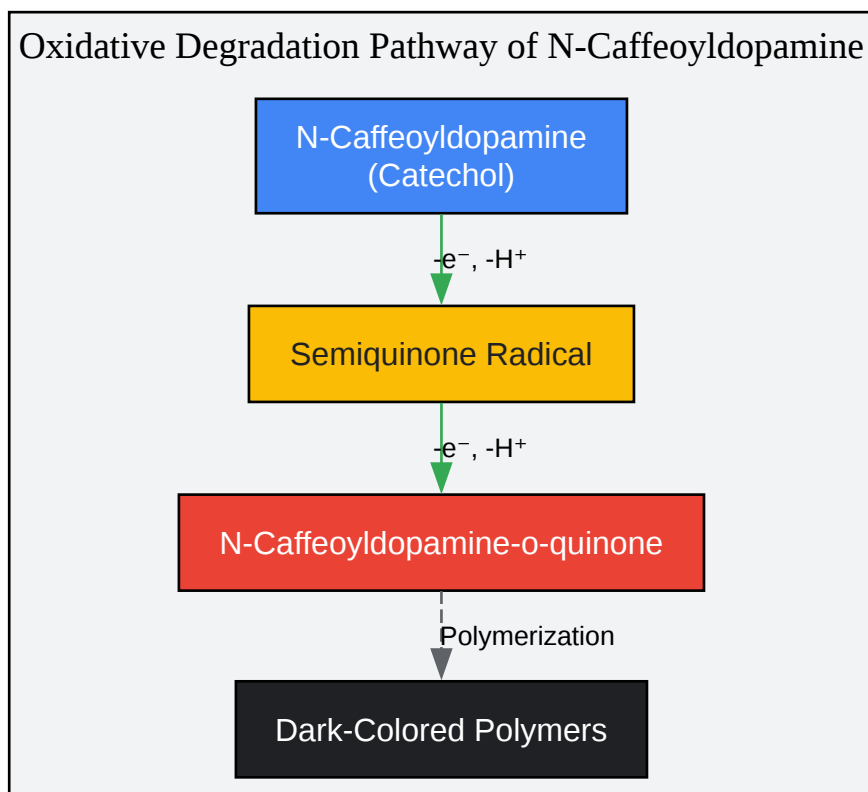 Oxidative Degradation Pathway of N-Caffeoyldopamine
N-Caffeoyldopamine
(Catechol)
-e⁻, -H⁺
Semiquinone Radical
-e⁻, -H⁺
N-Caffeoyldopamine-o-quinone
Polymerization
Dark-Colored Polymers